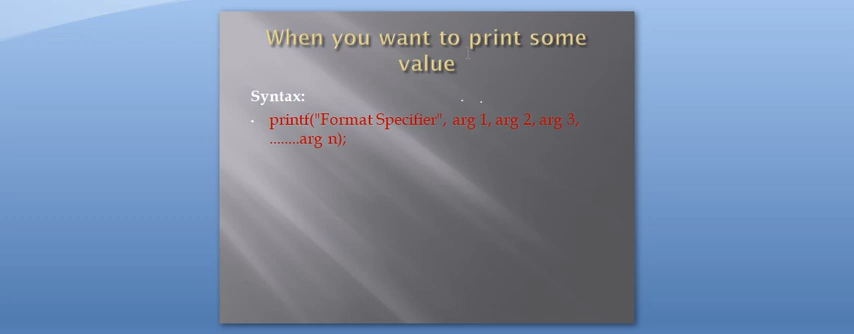 When you want to print some
value
Syntax:
printf("Format Specifier", arg 1, arg 2, arg 3,
........arg n);